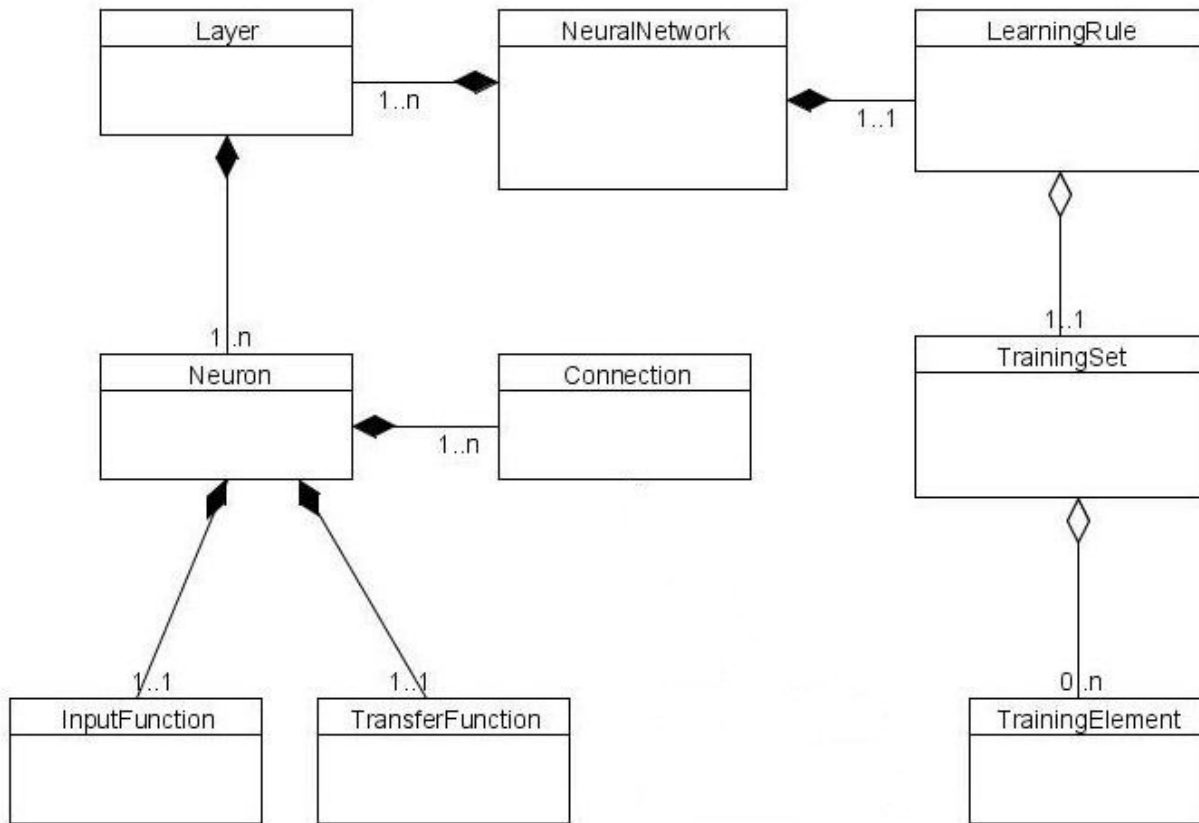 Layer
NeuralNetwork
LearningRule
1..n
1..1
1..n
1..1
Neuron
Connection
TrainingSet
1..n
1..1
1..1
0..n
InputFunction
TransferFunction
TrainingElement